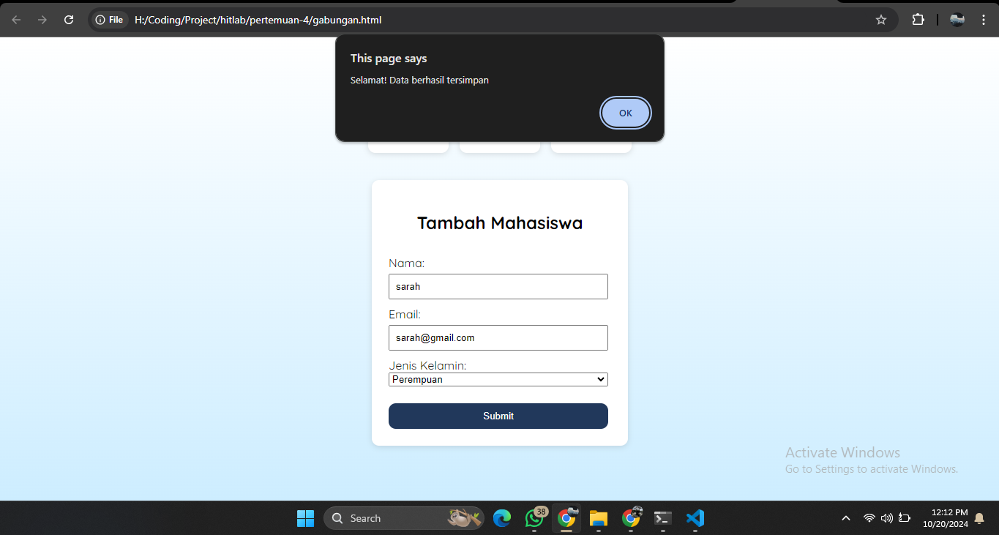 File
H:/Coding/Project/hitlab/pertemuan-4/gabungan.html
This page says
Selamat! Data berhasil tersimpan
OK
Tambah Mahasiswa
Nama:
sarah
Email:
sarah@gmail.com
Jenis Kelamin:
Perempuan
Submit
Activate Windows
Go to Settings to activate Windows.
Search
38
12:12 PM
10/20/2024